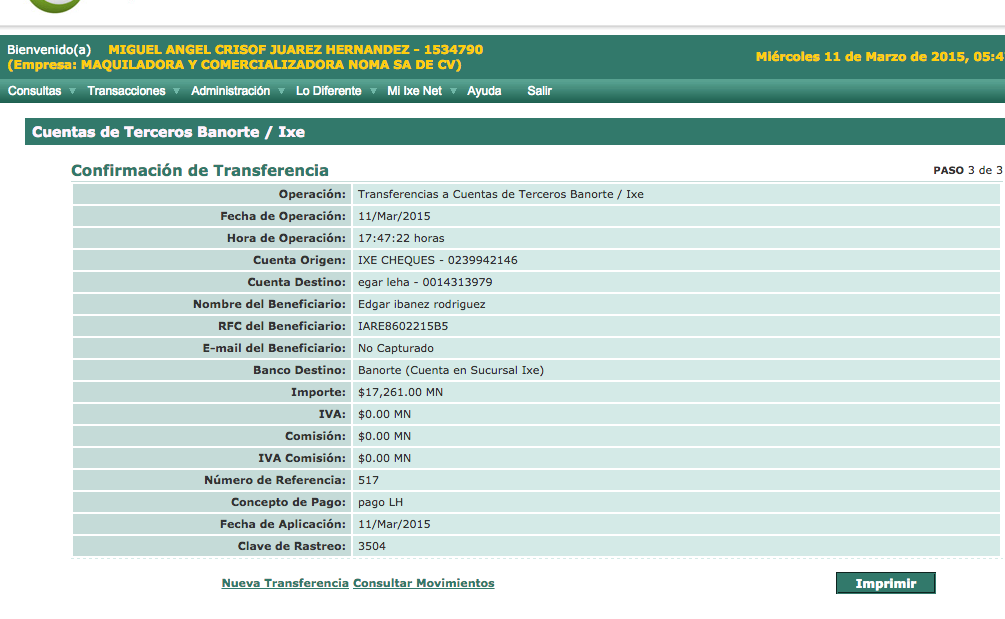 Bienvenido(a) MIGUEL ANGEL CRISOF JUAREZ HERNANDEZ - 1534790
(Empresa: MAQUILADORA Y COMERCIALIZADORA NOMA SA DE CV)
Miércoles 11 de Marzo de 2015, 05:4
Consultas Transacciones Administración Lo Diferente Mi Ixe Net Ayuda Salir
Cuentas de Terceros Banorte / Ixe
Confirmación de Transferencia
PASO 3 de 3
Operación: Transferencias a Cuentas de Terceros Banorte / Ixe
Fecha de Operación: 11/Mar/2015
Hora de Operación: 17:47:22 horas
Cuenta Origen: IXE CHEQUES - 0239942146
Cuenta Destino: egar leha - 0014313979
Nombre del Beneficiario: Edgar ibanez rodriguez
RFC del Beneficiario: IARE8602215B5
E-mail del Beneficiario: No Capturado
Banco Destino: Banorte (Cuenta en Sucursal Ixe)
Importe: $17,261.00 MN
IVA: $0.00 MN
Comisión: $0.00 MN
IVA Comisión: $0.00 MN
Número de Referencia: 517
Concepto de Pago: pago LH
Fecha de Aplicación: 11/Mar/2015
Clave de Rastreo: 3504
Nueva Transferencia Consultar Movimientos
Imprimir